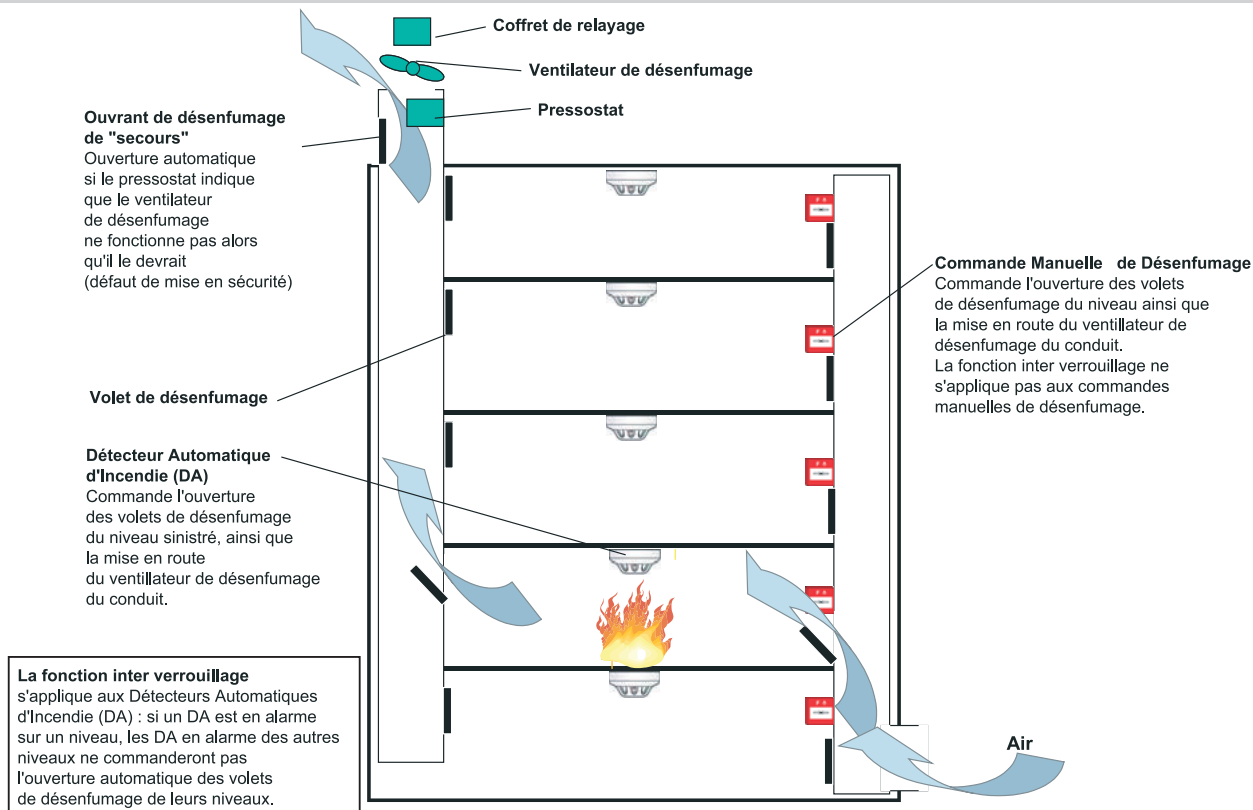 Coffret de relayage
Ventilateur de désenfumage
Pressostat
Ouvrant de désenfumage
de "secours"
Ouverture automatique
si le pressostat indique
que le ventilateur
de désenfumage
ne fonctionne pas alors
qu'il le devrait
(défaut de mise en sécurité)
Commande Manuelle de Désenfumage
Commande l'ouverture des volets
de désenfumage du niveau ainsi que
la mise en route du ventillateur de
désenfumage du conduit.
La fonction inter verrouillage ne
s'applique pas aux commandes
manuelles de désenfumage.
Volet de désenfumage
Détecteur Automatique
d'Incendie (DA)
Commande l'ouverture
des volets de désenfumage
du niveau sinistré, ainsi que
la mise en route
du ventillateur de désenfumage
du conduit.
La fonction inter verrouillage
s'applique aux Détecteurs Automatiques
d'Incendie (DA) : si un DA est en alarme
sur un niveau, les DA en alarme des autres
niveaux ne commanderont pas
l'ouverture automatique des volets
de désenfumage de leurs niveaux.
Air